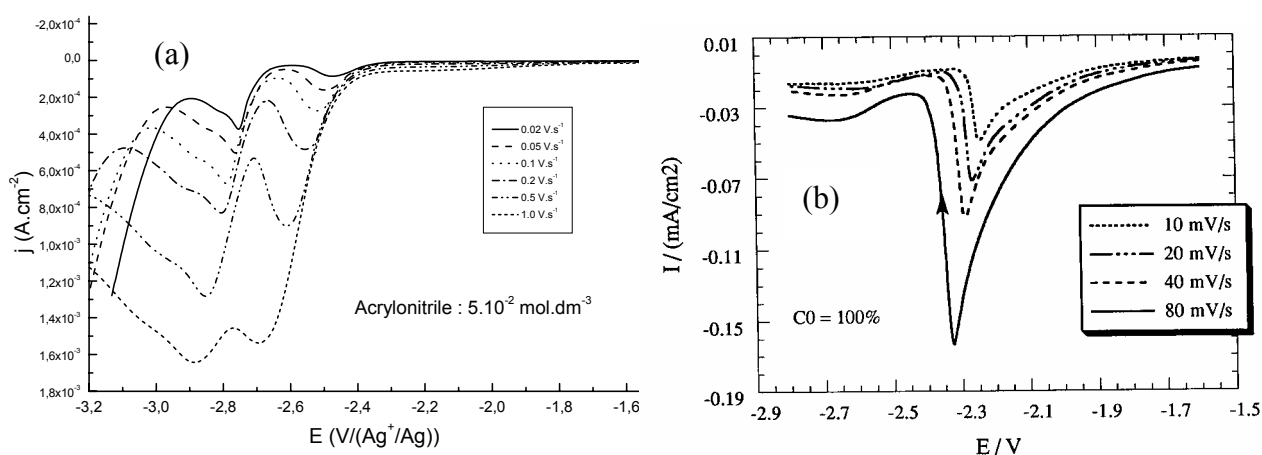 (a)
-2,0x10⁻⁴
0,0
2,0x10⁻⁴
4,0x10⁻⁴
6,0x10⁻⁴
8,0x10⁻⁴
1,0x10⁻³
1,2x10⁻³
1,4x10⁻³
1,6x10⁻³
1,8x10⁻³
j (A.cm⁻²)
0.02 V.s⁻¹
0.05 V.s⁻¹
0.1 V.s⁻¹
0.2 V.s⁻¹
0.5 V.s⁻¹
1.0 V.s⁻¹
Acrylonitrile : 5.10⁻² mol.dm⁻³
-3,2 -3,0 -2,8 -2,6 -2,4 -2,2 -2,0 -1,8 -1,6
E (V/(Ag⁺/Ag))
(b)
0.01
-0.03
-0.07
-0.11
-0.15
-0.19
I / (mA/cm2)
10 mV/s
20 mV/s
40 mV/s
80 mV/s
C0 = 100%
-2.9 -2.7 -2.5 -2.3 -2.1 -1.9 -1.7 -1.5
E / V